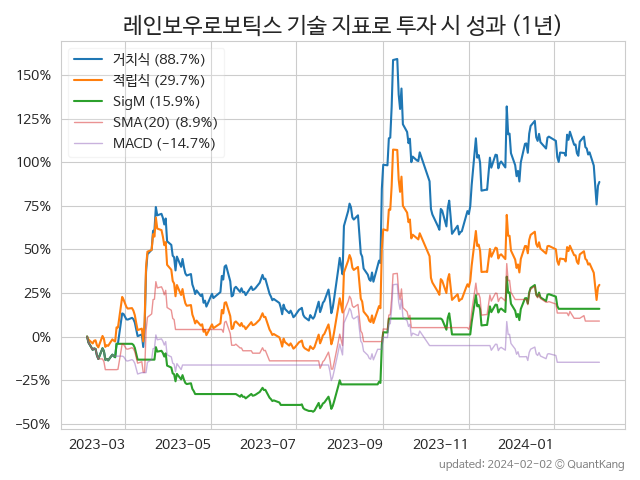 레인보우로보틱스 기술 지표로 투자 시 성과 (1년)
거치식 (88.7%)
적립식 (29.7%)
SigM (15.9%)
SMA(20) (8.9%)
MACD (−14.7%)
150%
125%
100%
75%
50%
25%
0%
−25%
−50%
2023-03 2023-05 2023-07 2023-09 2023-11 2024-01
updated: 2024-02-02 © QuantKang